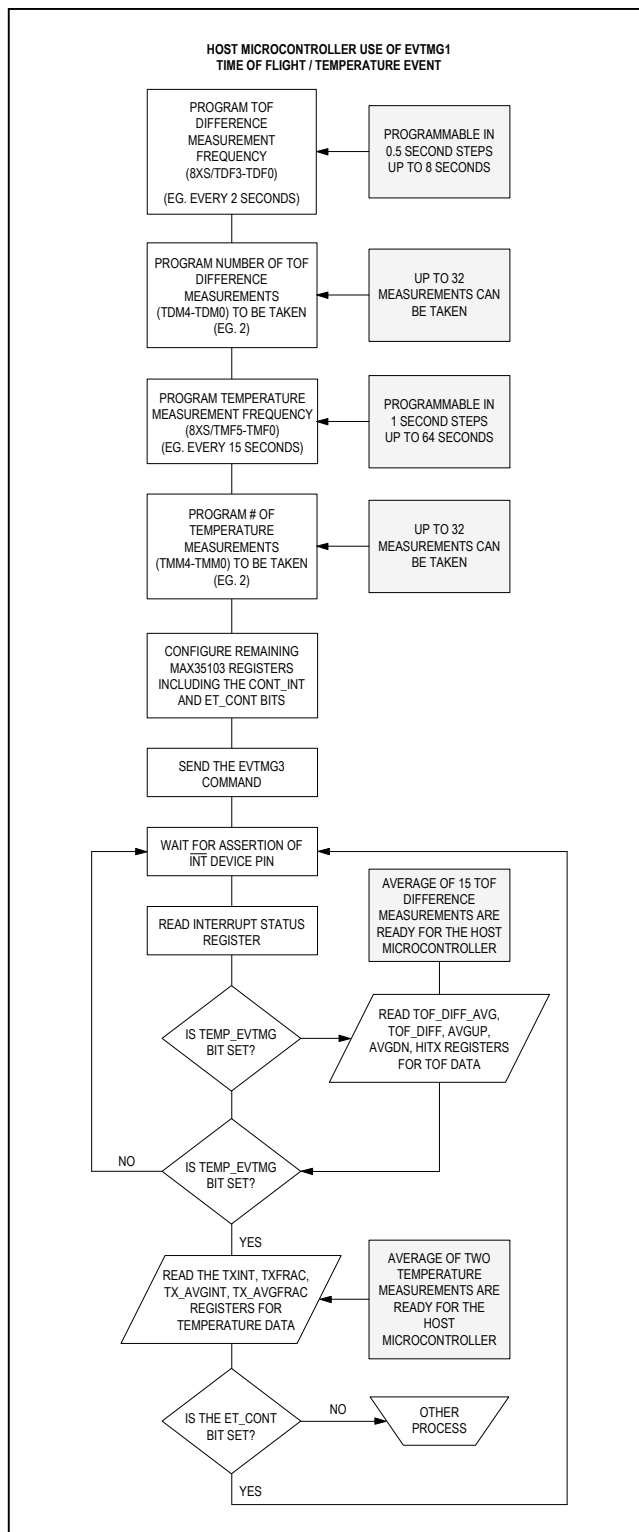 HOST MICROCONTROLLER USE OF EVTMG1
TIME OF FLIGHT / TEMPERATURE EVENT
PROGRAM TOF
DIFFERENCE
MEASUREMENT
FREQUENCY
(8XS/TDF3-TDF0)
(EG. EVERY 2 SECONDS)
PROGRAMMABLE IN
0.5 SECOND STEPS
UP TO 8 SECONDS
PROGRAM NUMBER OF TOF
DIFFERENCE
MEASUREMENTS
(TDM4-TDM0) TO BE TAKEN
(EG. 2)
UP TO 32
MEASUREMENTS CAN
BE TAKEN
PROGRAM TEMPERATURE
MEASUREMENT FREQUENCY
(8XS/TMF5-TMF0)
(EG. EVERY 15 SECONDS)
PROGRAMMABLE IN
1 SECOND STEPS
UP TO 64 SECONDS
PROGRAM # OF
TEMPERATURE
MEASUREMENTS
(TMM4-TMM0) TO BE TAKEN
(EG. 2)
UP TO 32
MEASUREMENTS CAN
BE TAKEN
CONFIGURE REMAINING
MAX35103 REGISTERS
INCLUDING THE CONT_INT
AND ET_CONT BITS
SEND THE EVTMG3
COMMAND
WAIT FOR ASSERTION OF
INT DEVICE PIN
READ INTERRUPT STATUS
REGISTER
AVERAGE OF 15 TOF
DIFFERENCE
MEASUREMENTS ARE
READY FOR THE HOST
MICROCONTROLLER
IS TEMP_EVTMG
BIT SET?
READ TOF_DIFF_AVG,
TOF_DIFF, AVGUP,
AVGDN, HITX REGISTERS
FOR TOF DATA
NO
IS TEMP_EVTMG
BIT SET?
YES
READ THE TXINT, TXFRAC,
TX_AVGINT, TX_AVGFRAC
REGISTERS FOR
TEMPERATURE DATA
AVERAGE OF TWO
TEMPERATURE
MEASUREMENTS ARE
READY FOR THE
HOST
MICROCONTROLLER
IS THE ET_CONT
BIT SET?
NO
OTHER
PROCESS
YES